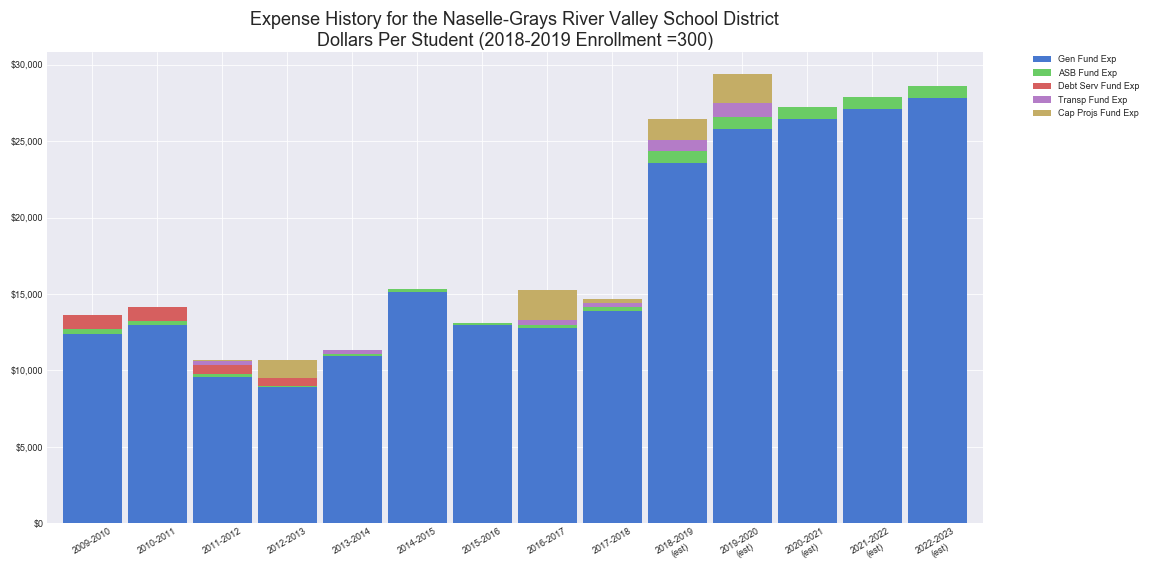 Expense History for the Naselle-Grays River Valley School District
Dollars Per Student (2018-2019 Enrollment =300)
Gen Fund Exp
ASB Fund Exp
Debt Serv Fund Exp
Transp Fund Exp
Cap Projs Fund Exp
$30,000
$25,000
$20,000
$15,000
$10,000
$5,000
$0
2009-2010
2010-2011
2011-2012
2012-2013
2013-2014
2014-2015
2015-2016
2016-2017
2017-2018
2018-2019
(est)
2019-2020
(est)
2020-2021
(est)
2021-2022
(est)
2022-2023
(est)